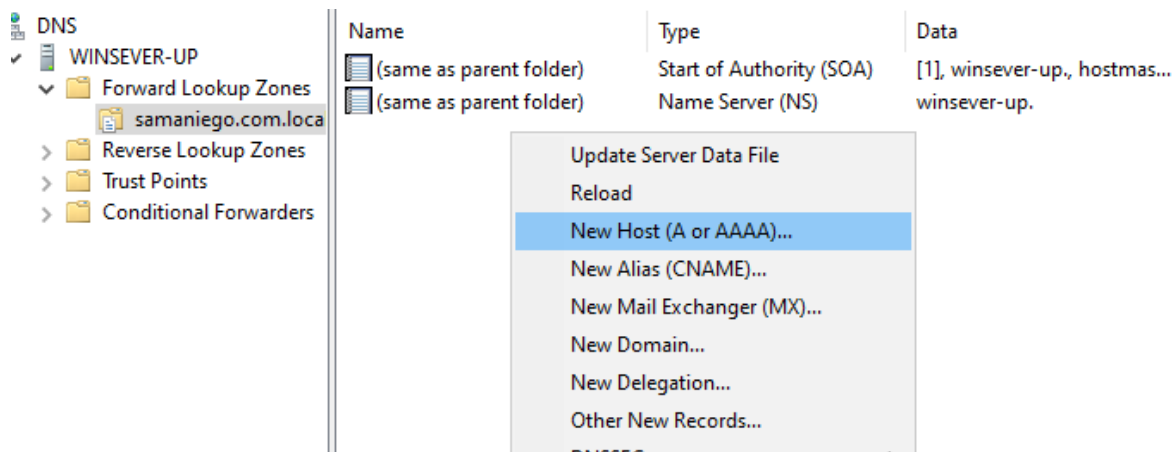 DNS
WINSEVER-UP
Forward Lookup Zones
samaniego.com.loca
Reverse Lookup Zones
Trust Points
Conditional Forwarders
Name Type Data
(same as parent folder) Start of Authority (SOA) [1], winsever-up., hostmas...
(same as parent folder) Name Server (NS) winsever-up.
Update Server Data File
Reload
New Host (A or AAAA)...
New Alias (CNAME)...
New Mail Exchanger (MX)...
New Domain...
New Delegation...
Other New Records...